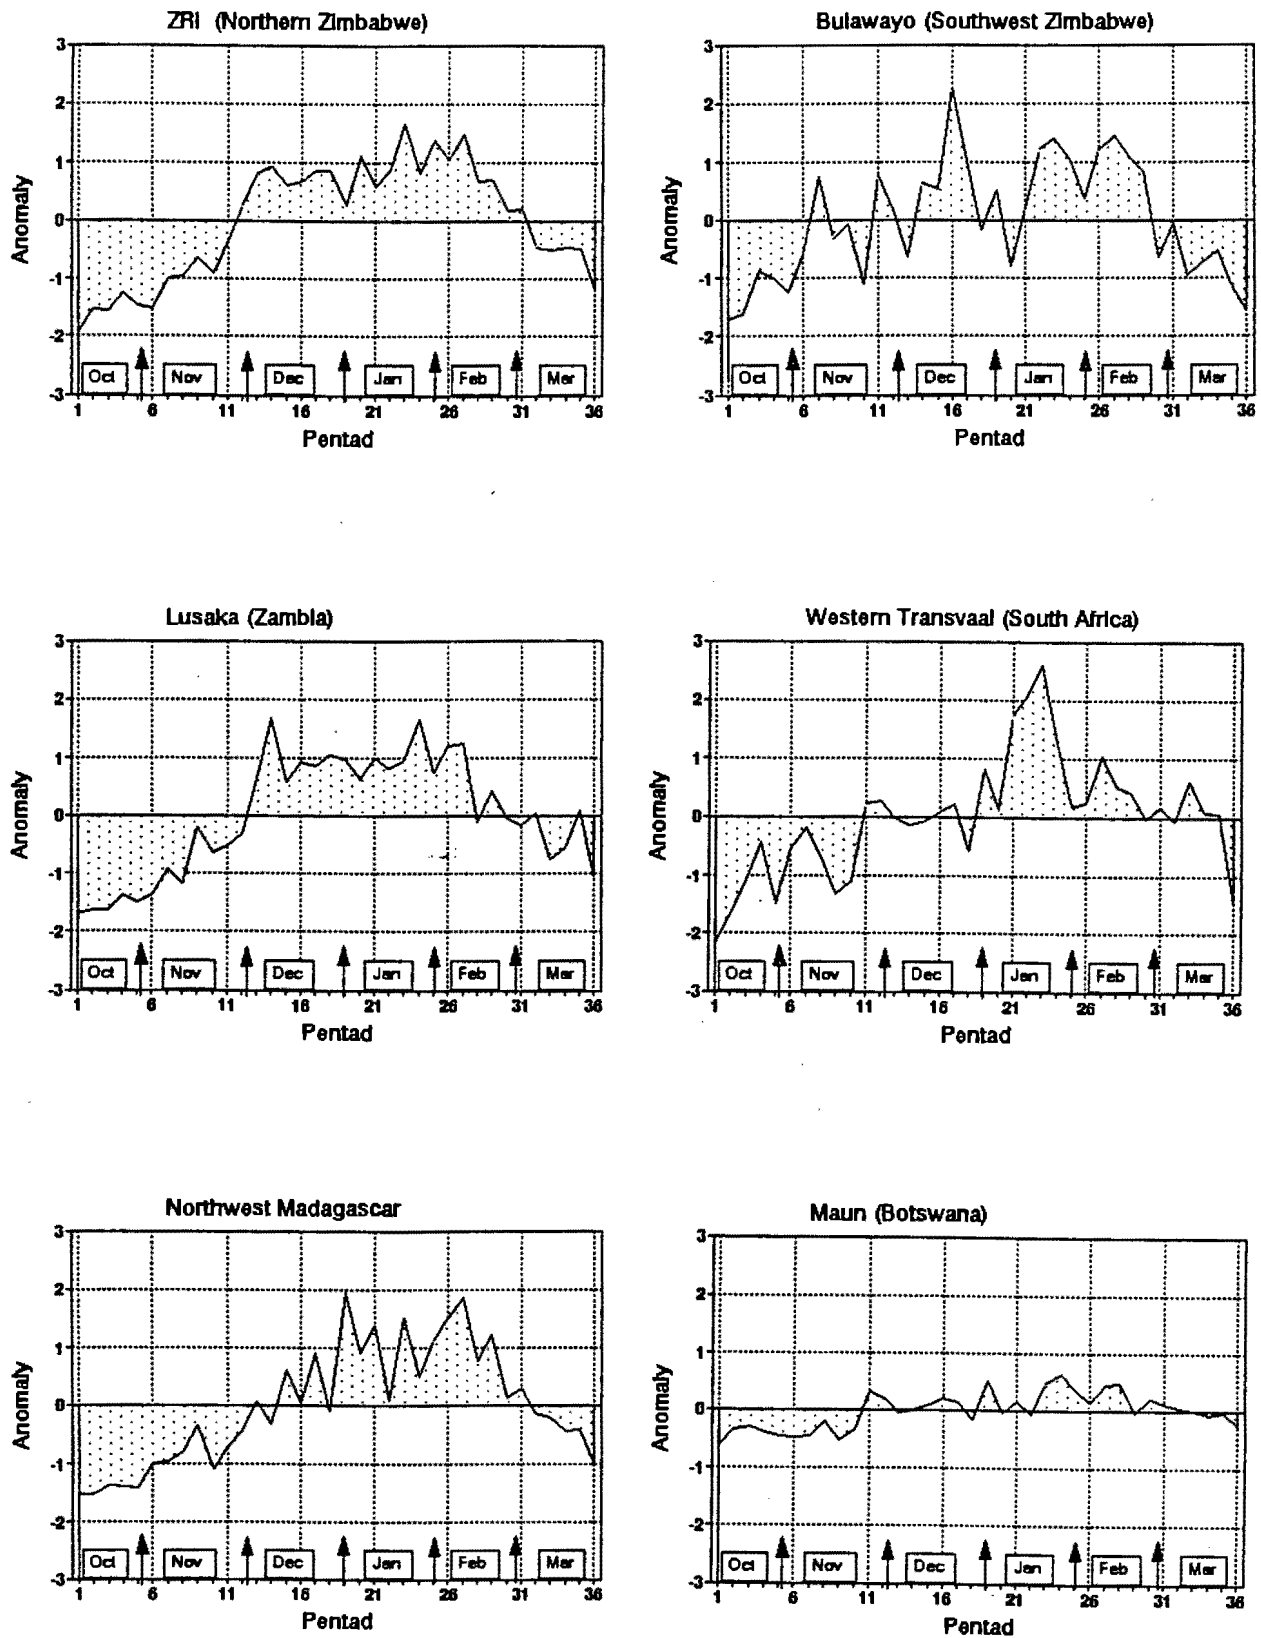 ZRI (Northern Zimbabwe)
3
2
1
0
-1
-2
-3
Anomaly
Oct Nov Dec Jan Feb Mar
1 6 11 16 21 26 31 36
Pentad
Bulawayo (Southwest Zimbabwe)
3
2
1
0
-1
-2
-3
Anomaly
Oct Nov Dec Jan Feb Mar
1 6 11 16 21 26 31 36
Pentad
Lusaka (Zambia)
3
2
1
0
-1
-2
-3
Anomaly
Oct Nov Dec Jan Feb Mar
1 6 11 16 21 26 31 36
Pentad
Western Transvaal (South Africa)
3
2
1
0
-1
-2
-3
Anomaly
Oct Nov Dec Jan Feb Mar
1 6 11 16 21 26 31 36
Pentad
Northwest Madagascar
3
2
1
0
-1
-2
-3
Anomaly
Oct Nov Dec Jan Feb Mar
1 6 11 16 21 26 31 36
Pentad
Maun (Botswana)
3
2
1
0
-1
-2
-3
Anomaly
Oct Nov Dec Jan Feb Mar
1 6 11 16 21 26 31 36
Pentad